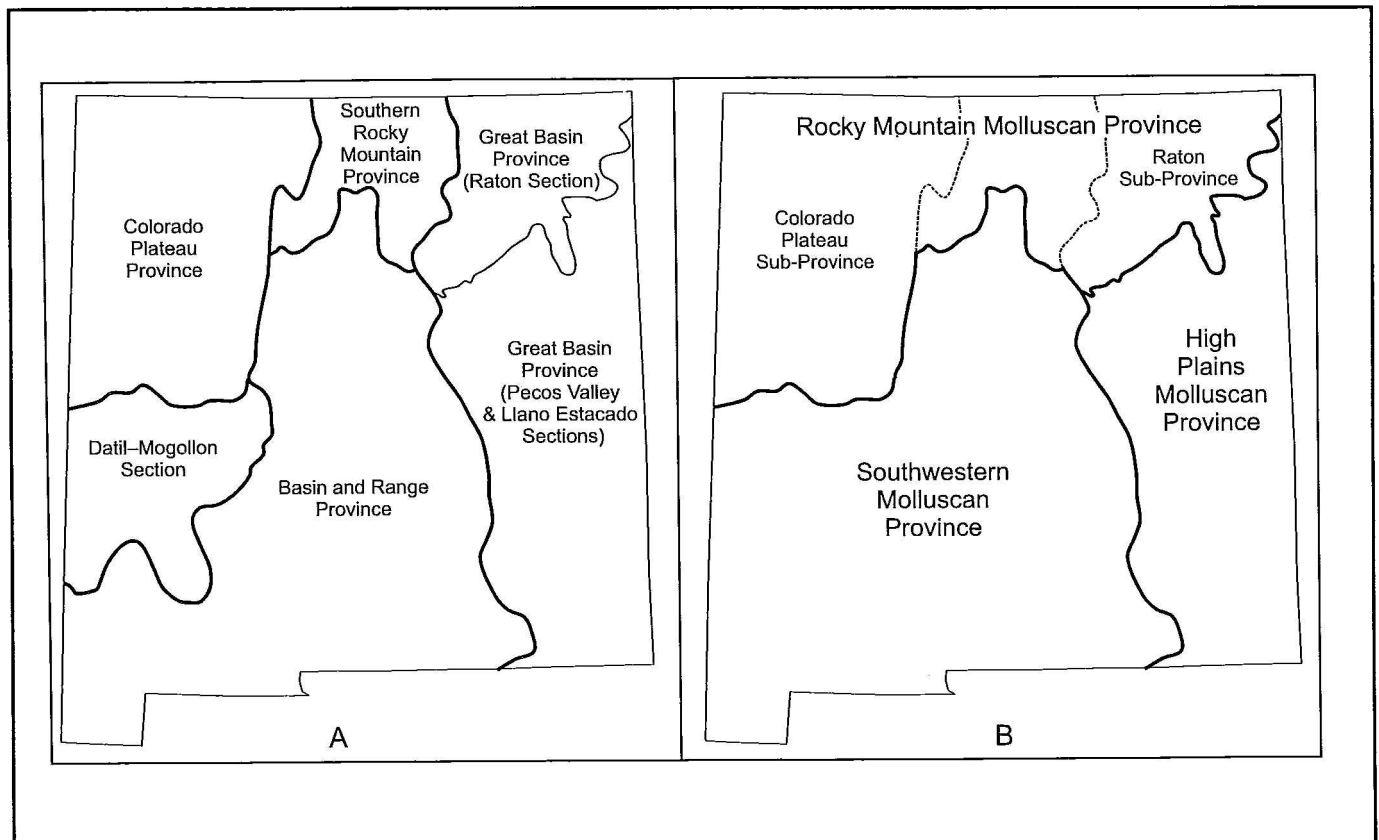 Southern
Rocky
Mountain
Province
Great Basin
Province
(Raton Section)
Colorado
Plateau
Province
Great Basin
Province
(Pecos Valley
& Llano Estacado
Sections)
Datil–Mogollon
Section
Basin and Range
Province
A
Rocky Mountain Molluscan Province
Raton
Sub-Province
Colorado
Plateau
Sub-Province
High
Plains
Molluscan
Province
Southwestern
Molluscan
Province
B